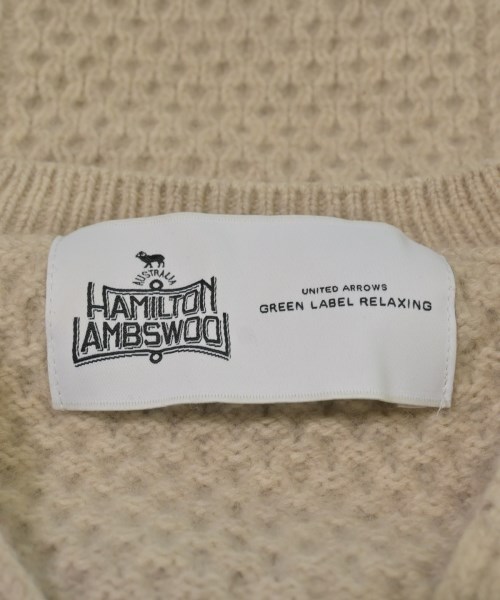 AUSTRALIA
HAMILTON
LAMBSWOOL
UNITED ARROWS
GREEN LABEL RELAXING